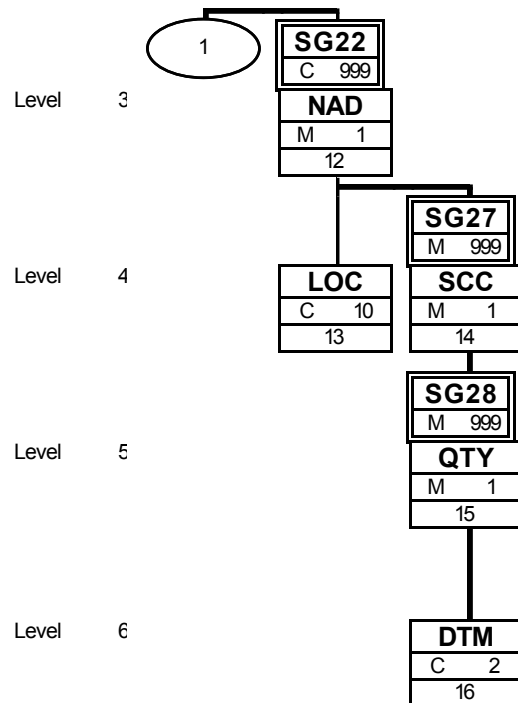 1
SG22
C 999
Level 3
NAD
M 1
12
SG27
M 999
Level 4
LOC
C 10
13
SCC
M 1
14
SG28
M 999
Level 5
QTY
M 1
15
Level 6
DTM
C 2
16